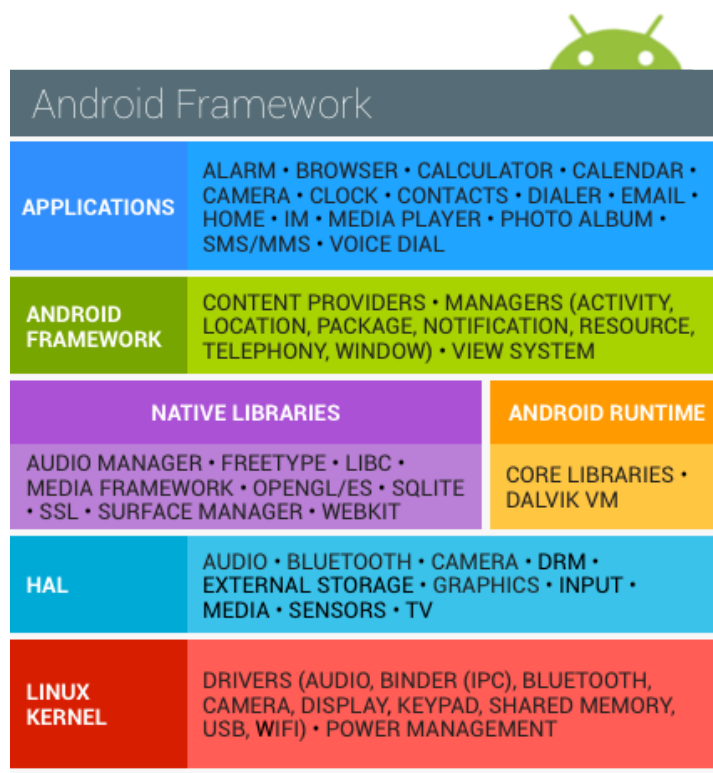 Android Framework
APPLICATIONS
ALARM • BROWSER • CALCULATOR • CALENDAR •
CAMERA • CLOCK • CONTACTS • DIALER • EMAIL •
HOME • IM • MEDIA PLAYER • PHOTO ALBUM •
SMS/MMS • VOICE DIAL
ANDROID
FRAMEWORK
CONTENT PROVIDERS • MANAGERS (ACTIVITY,
LOCATION, PACKAGE, NOTIFICATION, RESOURCE,
TELEPHONY, WINDOW) • VIEW SYSTEM
NATIVE LIBRARIES
AUDIO MANAGER • FREETYPE • LIBC •
MEDIA FRAMEWORK • OPENGL/ES • SQLITE
• SSL • SURFACE MANAGER • WEBKIT
ANDROID RUNTIME
CORE LIBRARIES •
DALVIK VM
HAL
AUDIO • BLUETOOTH • CAMERA • DRM •
EXTERNAL STORAGE • GRAPHICS • INPUT •
MEDIA • SENSORS • TV
LINUX
KERNEL
DRIVERS (AUDIO, BINDER (IPC), BLUETOOTH,
CAMERA, DISPLAY, KEYPAD, SHARED MEMORY,
USB, WIFI) • POWER MANAGEMENT